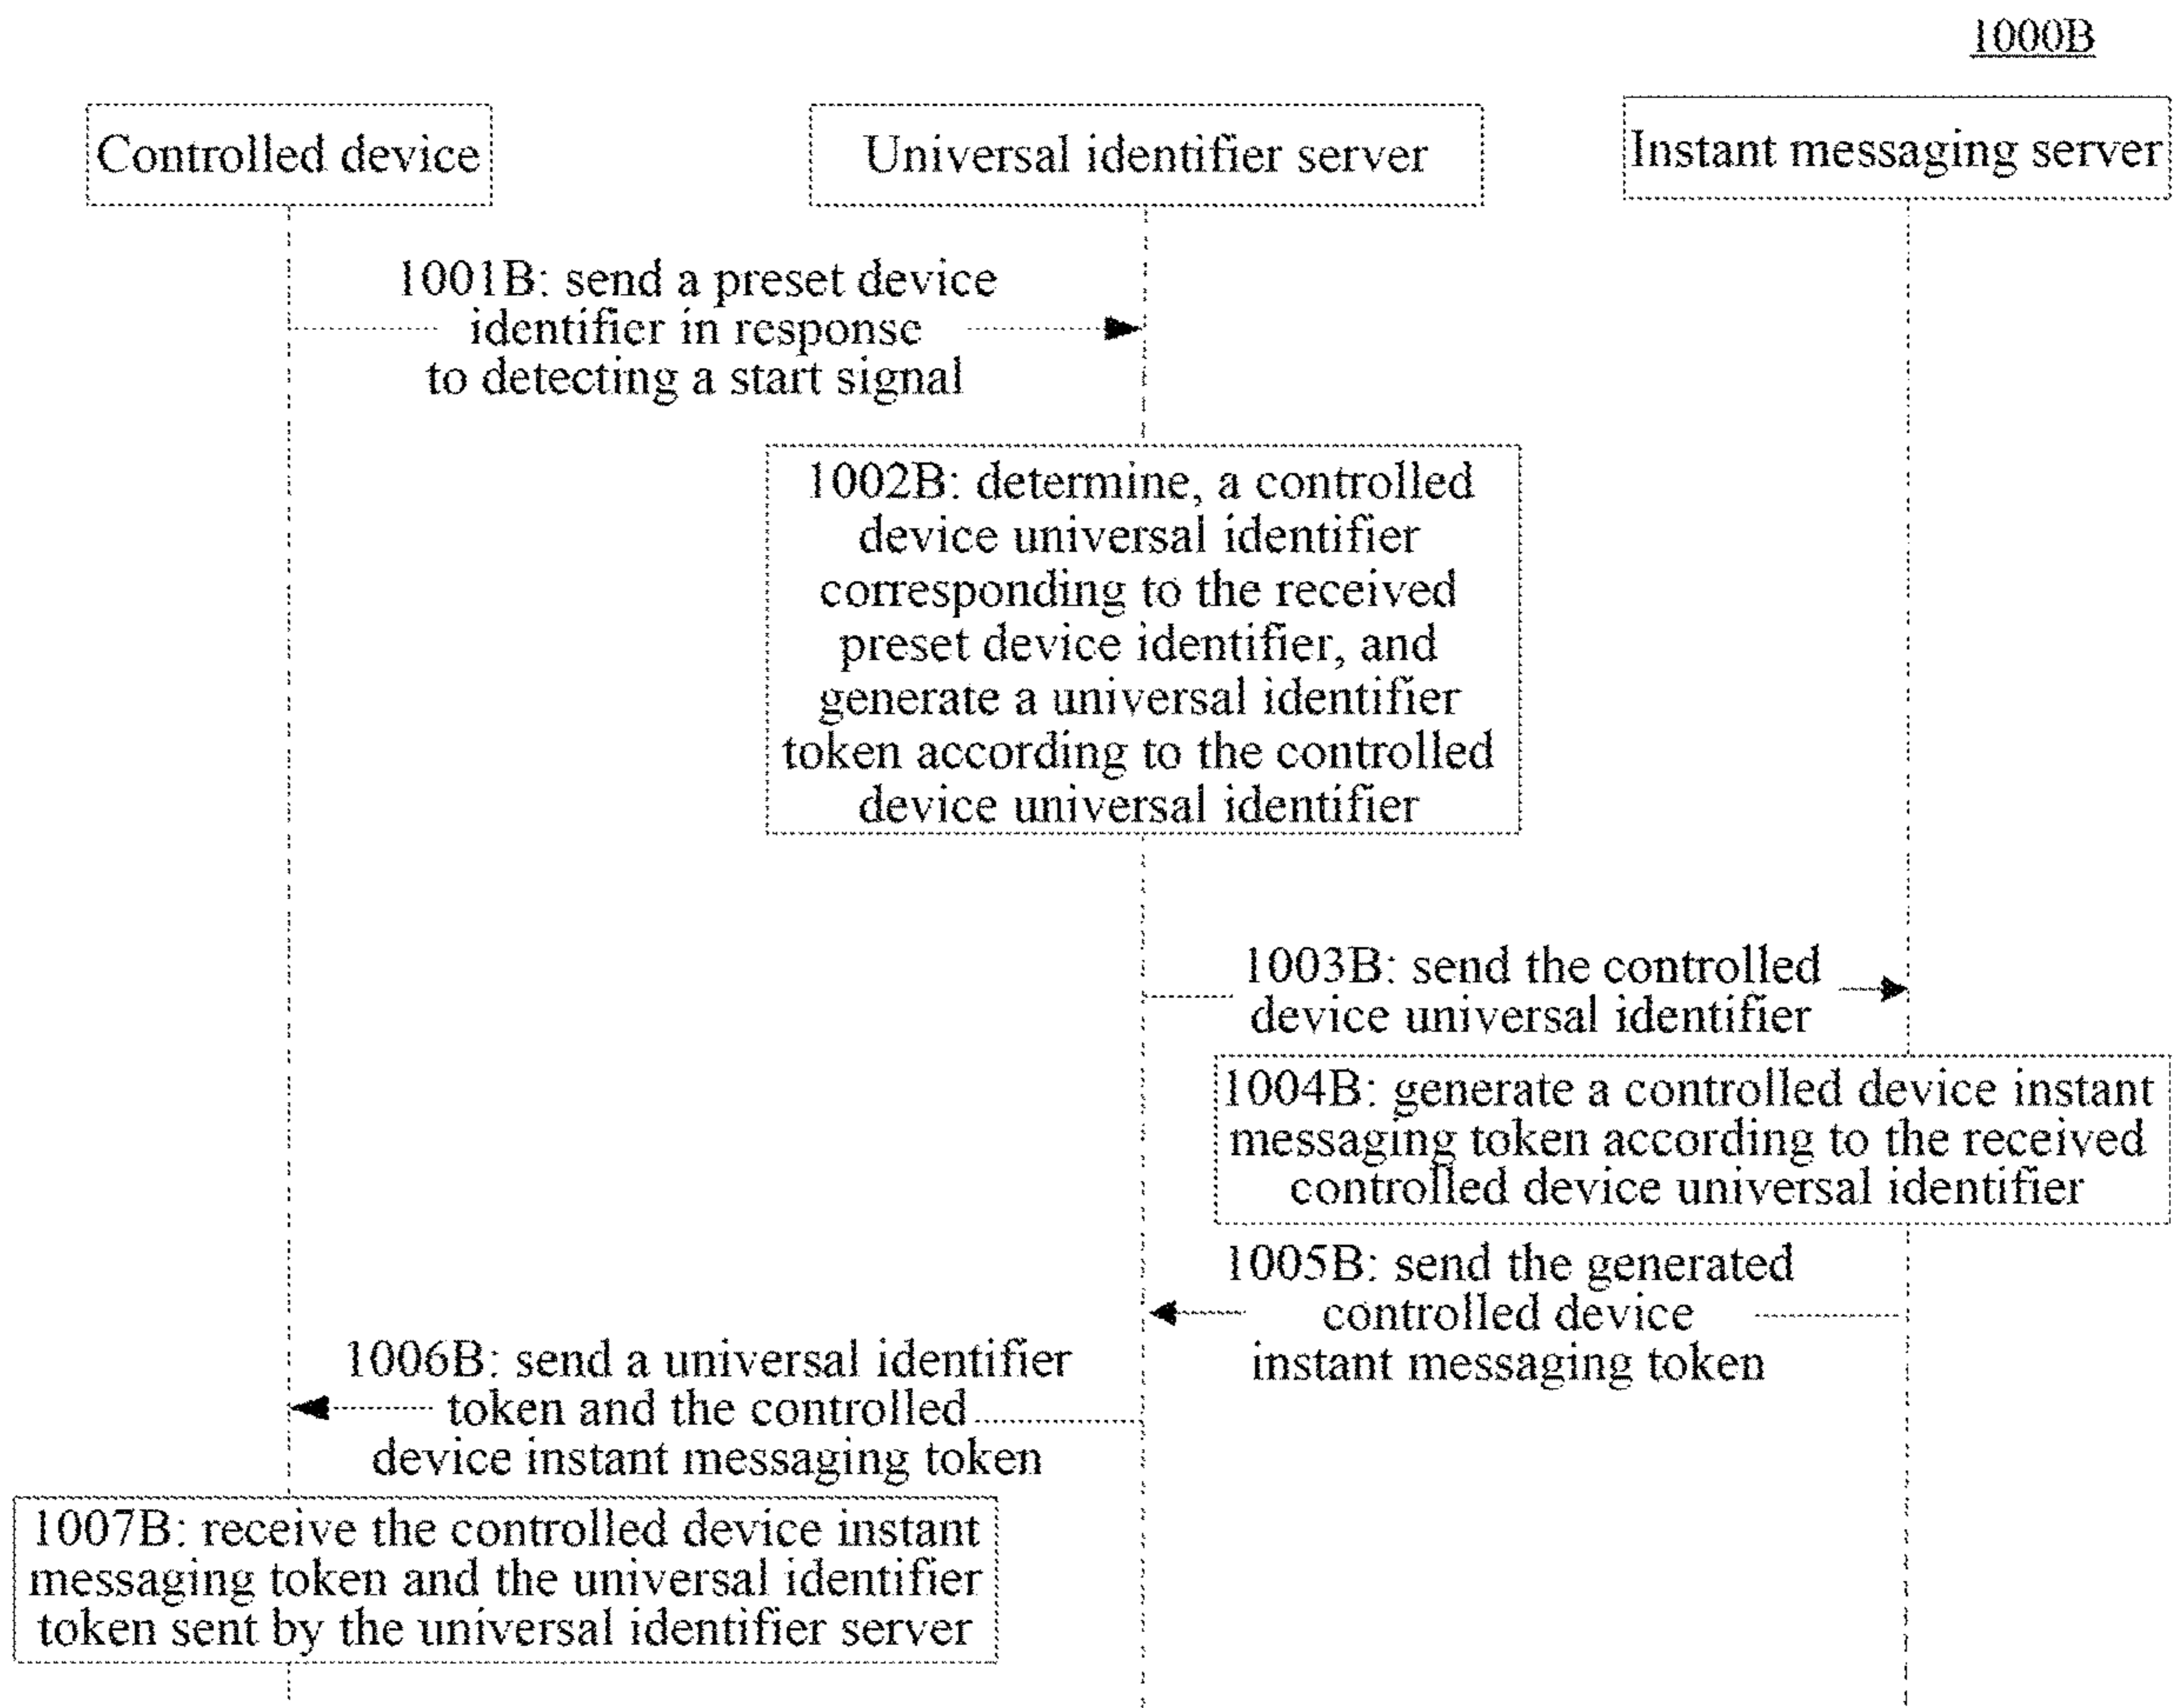 1000B
Controlled device
Universal identifier server
Instant messaging server
1001B: send a preset device
identifier in response
to detecting a start signal
1002B: determine, a controlled
device universal identifier
corresponding to the received
preset device identifier, and
generate a universal identifier
token according to the controlled
device universal identifier
1003B: send the controlled
device universal identifier
1004B: generate a controlled device instant
messaging token according to the received
controlled device universal identifier
1005B: send the generated
controlled device
instant messaging token
1006B: send a universal identifier
token and the controlled
device instant messaging token
1007B: receive the controlled device instant
messaging token and the universal identifier
token sent by the universal identifier server